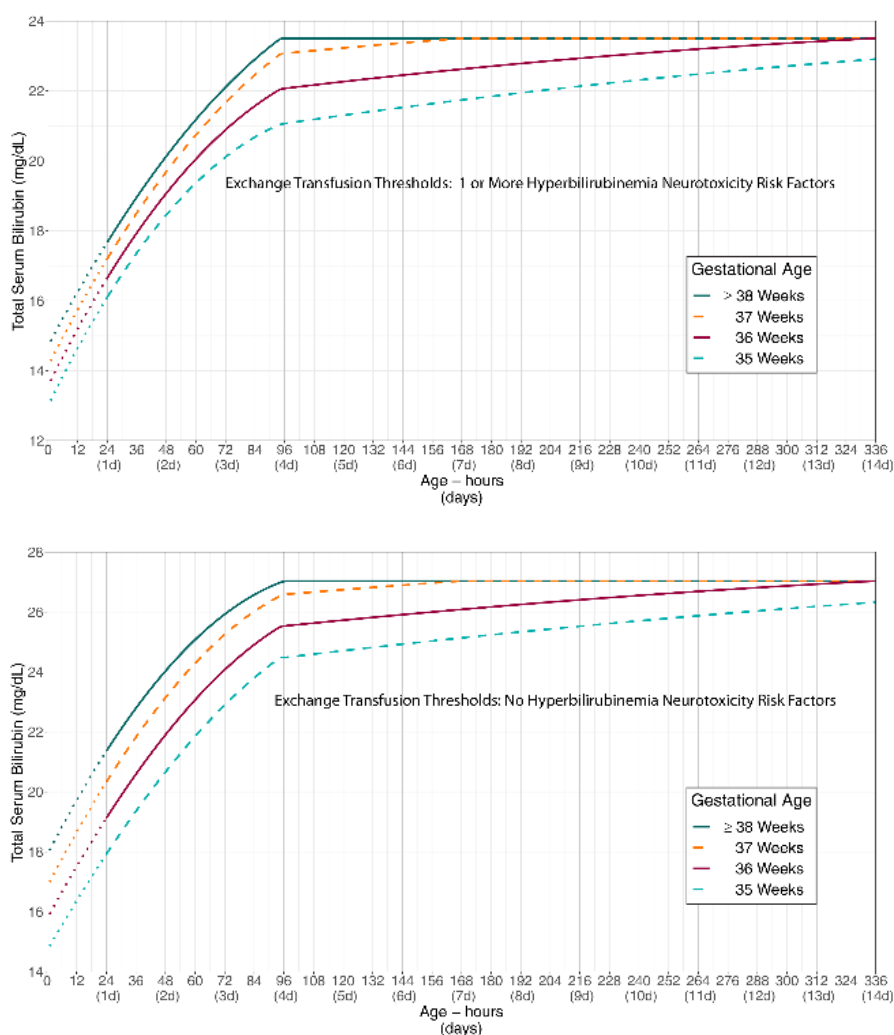 24
22
20
18
16
14
12
Total Serum Bilirubin (mg/dL)
Exchange Transfusion Thresholds: 1 or More Hyperbilirubinemia Neurotoxicity Risk Factors
Gestational Age
> 38 Weeks
37 Weeks
36 Weeks
35 Weeks
0 12 24 36 48 60 72 84 96 108 120 132 144 156 168 180 192 204 216 228 240 252 264 276 288 300 312 324 336
(1d) (2d) (3d) (4d) (5d) (6d) (7d) (8d) (9d) (10d) (11d) (12d) (13d) (14d)
Age – hours
(days)
28
26
24
22
20
18
16
14
Total Serum Bilirubin (mg/dL)
Exchange Transfusion Thresholds: No Hyperbilirubinemia Neurotoxicity Risk Factors
Gestational Age
≥ 38 Weeks
37 Weeks
36 Weeks
35 Weeks
0 12 24 36 48 60 72 84 96 108 120 132 144 156 168 180 192 204 216 228 240 252 264 276 288 300 312 324 336
(1d) (2d) (3d) (4d) (5d) (6d) (7d) (8d) (9d) (10d) (11d) (12d) (13d) (14d)
Age – hours
(days)